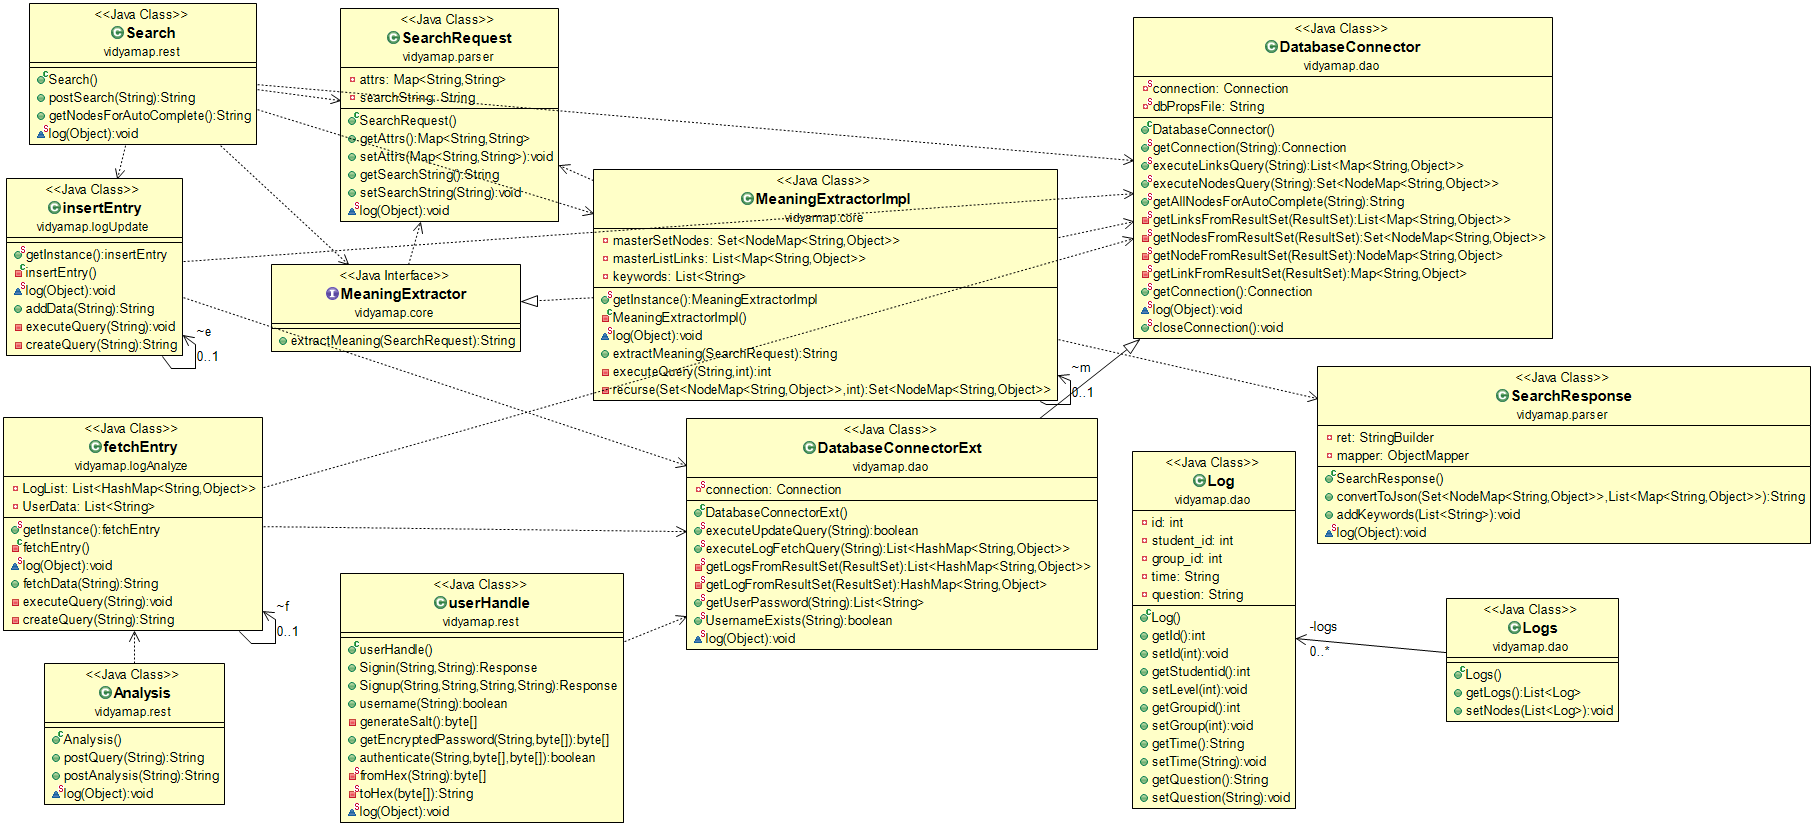 <<Java Class>>
Search
vidyamap.rest
Search()
postSearch(String):String
getNodesForAutoComplete():String
log(Object):void
<<Java Class>>
SearchRequest
vidyamap.parser
attrs: Map<String,String>
searchString: String
SearchRequest()
getAttrs():Map<String,String>
setAttrs(Map<String,String>):void
getSearchString():String
setSearchString(String):void
log(Object):void
<<Java Class>>
DatabaseConnector
vidyamap.dao
connection: Connection
dbPropsFile: String
DatabaseConnector()
getConnection(String):Connection
executeLinksQuery(String):List<Map<String,Object>>
executeNodesQuery(String):Set<NodeMap<String,Object>>
getAllNodesForAutoComplete(String):String
getLinksFromResultSet(ResultSet):List<Map<String,Object>>
getNodesFromResultSet(ResultSet):Set<NodeMap<String,Object>>
getNodeFromResultSet(ResultSet):NodeMap<String,Object>
getLinkFromResultSet(ResultSet):Map<String,Object>
getConnection():Connection
log(Object):void
closeConnection():void
<<Java Class>>
insertEntry
vidyamap.logUpdate
getInstance():insertEntry
insertEntry()
log(Object):void
addData(String):String
executeQuery(String):void
createQuery(String):String
~e
0..1
<<Java Interface>>
MeaningExtractor
vidyamap.core
extractMeaning(SearchRequest):String
<<Java Class>>
MeaningExtractorImpl
vidyamap.core
masterSetNodes: Set<NodeMap<String,Object>>
masterListLinks: List<Map<String,Object>>
keywords: List<String>
getInstance():MeaningExtractorImpl
MeaningExtractorImpl()
log(Object):void
extractMeaning(SearchRequest):String
executeQuery(String,int):int
recurse(Set<NodeMap<String,Object>>,int):Set<NodeMap<String,Object>>
~m
0..1
<<Java Class>>
SearchResponse
vidyamap.parser
ret: StringBuilder
mapper: ObjectMapper
SearchResponse()
convertToJson(Set<NodeMap<String,Object>>,List<Map<String,Object>>):String
addKeywords(List<String>):void
log(Object):void
<<Java Class>>
fetchEntry
vidyamap.logAnalyze
LogList: List<HashMap<String,Object>>
UserData: List<String>
getInstance():fetchEntry
fetchEntry()
log(Object):void
fetchData(String):String
executeQuery(String):void
createQuery(String):String
~f
0..1
<<Java Class>>
DatabaseConnectorExt
vidyamap.dao
connection: Connection
DatabaseConnectorExt()
executeUpdateQuery(String):boolean
executeLogFetchQuery(String):List<HashMap<String,Object>>
getLogsFromResultSet(ResultSet):List<HashMap<String,Object>>
getLogFromResultSet(ResultSet):HashMap<String,Object>
getUserPassword(String):List<String>
UsernameExists(String):boolean
log(Object):void
<<Java Class>>
Log
vidyamap.dao
id: int
student_id: int
group_id: int
time: String
question: String
Log()
getId():int
setId(int):void
getStudentid():int
setLevel(int):void
getGroupid():int
setGroup(int):void
getTime():String
setTime(String):void
getQuestion():String
setQuestion(String):void
-logs
0..*
<<Java Class>>
Logs
vidyamap.dao
Logs()
getLogs():List<Log>
setNodes(List<Log>):void
<<Java Class>>
userHandle
vidyamap.rest
userHandle()
Signin(String,String):Response
Signup(String,String,String,String):Response
username(String):boolean
generateSalt():byte[]
getEncryptedPassword(String,byte[]):byte[]
authenticate(String,byte[],byte[]):boolean
fromHex(String):byte[]
toHex(byte[]):String
log(Object):void
<<Java Class>>
Analysis
vidyamap.rest
Analysis()
postQuery(String):String
postAnalysis(String):String
log(Object):void